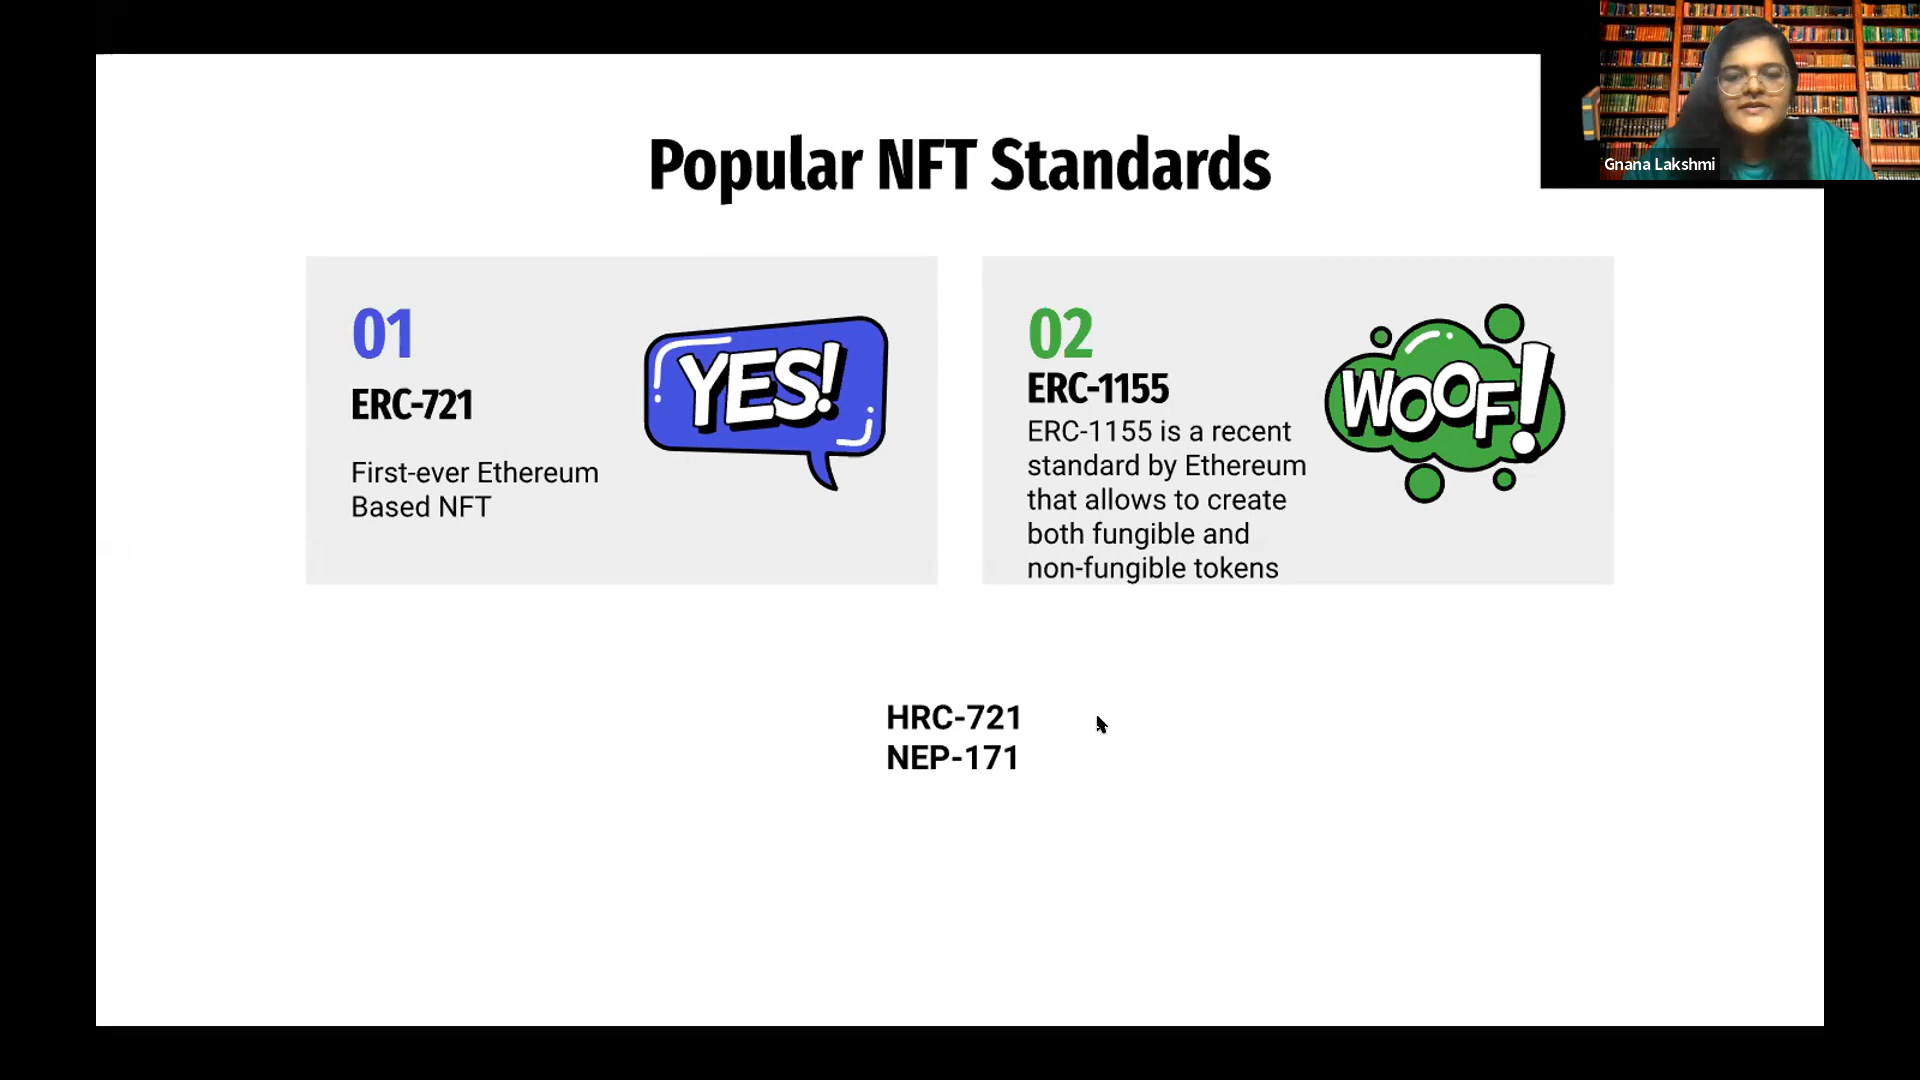 Popular NFT Standards
Gnana Lakshmi
01
ERC-721
First-ever Ethereum
Based NFT
YES!
02
ERC-1155
ERC-1155 is a recent
standard by Ethereum
that allows to create
both fungible and
non-fungible tokens
WOOF!
HRC-721
NEP-171